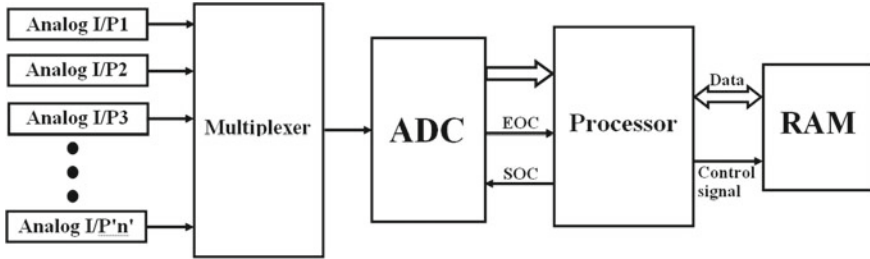 Analog I/P1
Analog I/P2
Analog I/P3
Analog I/P'n'
Multiplexer
ADC
EOC
SOC
Processor
Data
Control
signal
RAM